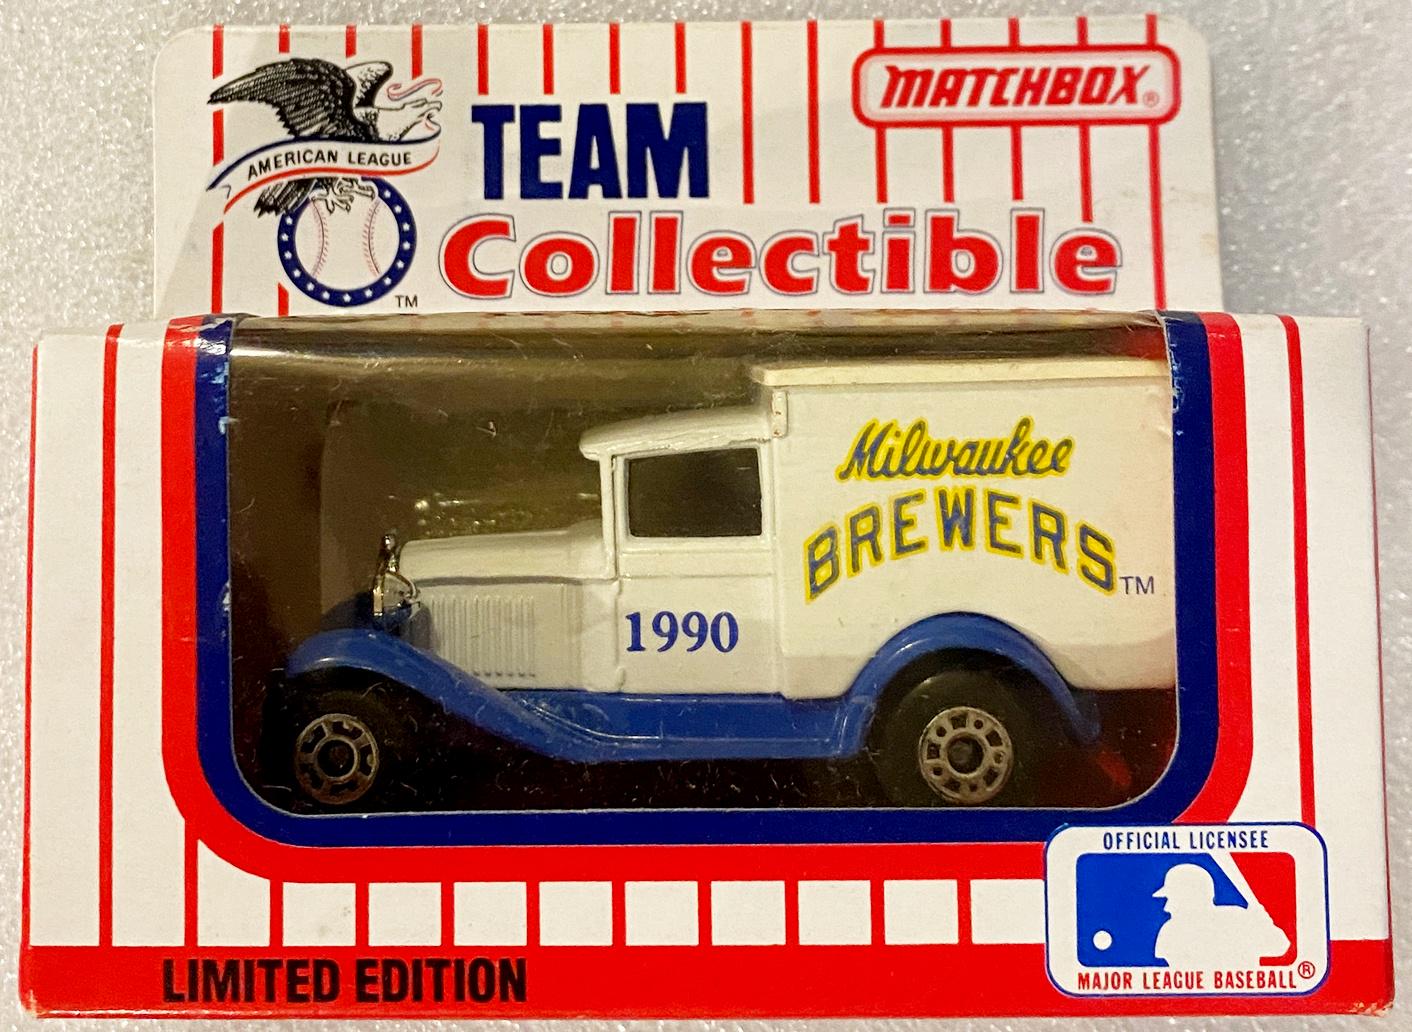 MATCHBOX®
AMERICAN LEAGUE
TM
TEAM
Collectible
Milwaukee
BREWERS
TM
1990
OFFICIAL LICENSEE
MAJOR LEAGUE BASEBALL®
LIMITED EDITION